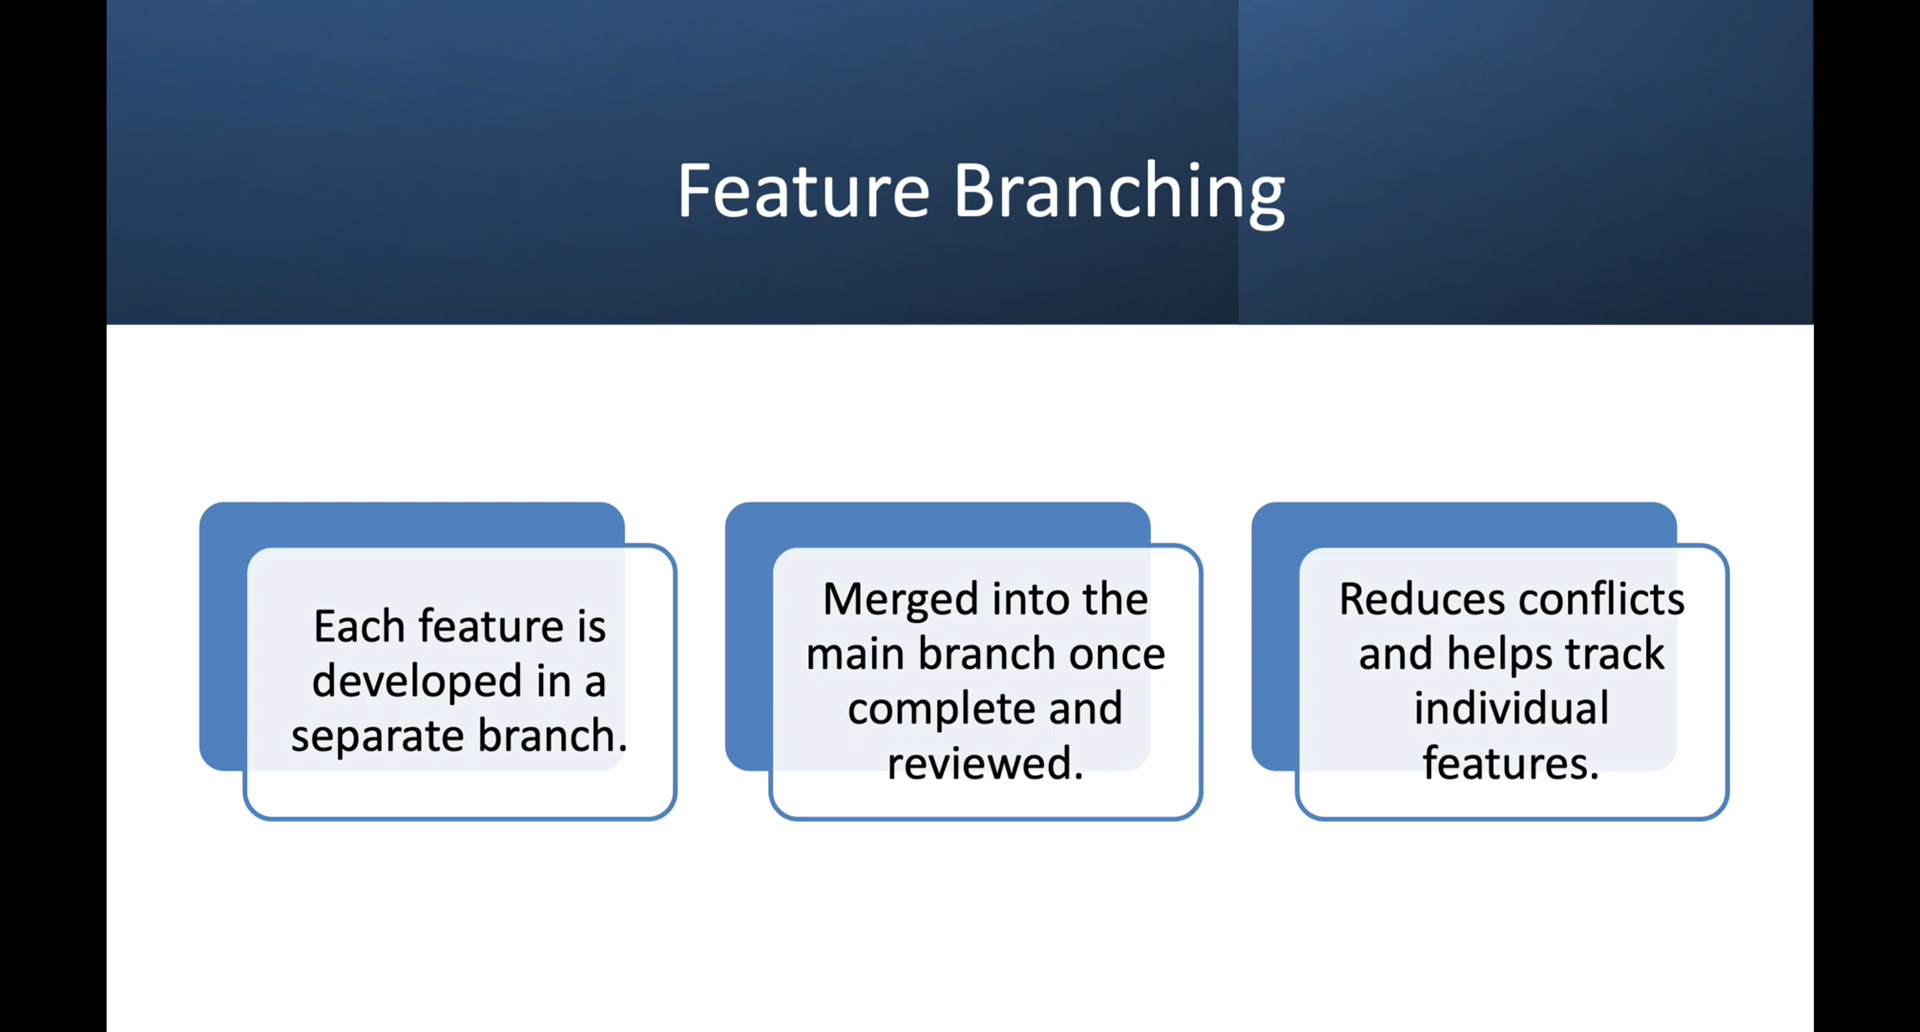 Feature Branching
Each feature is
developed in a
separate branch.
Merged into the
main branch once
complete and
reviewed.
Reduces conflicts
and helps track
individual
features.